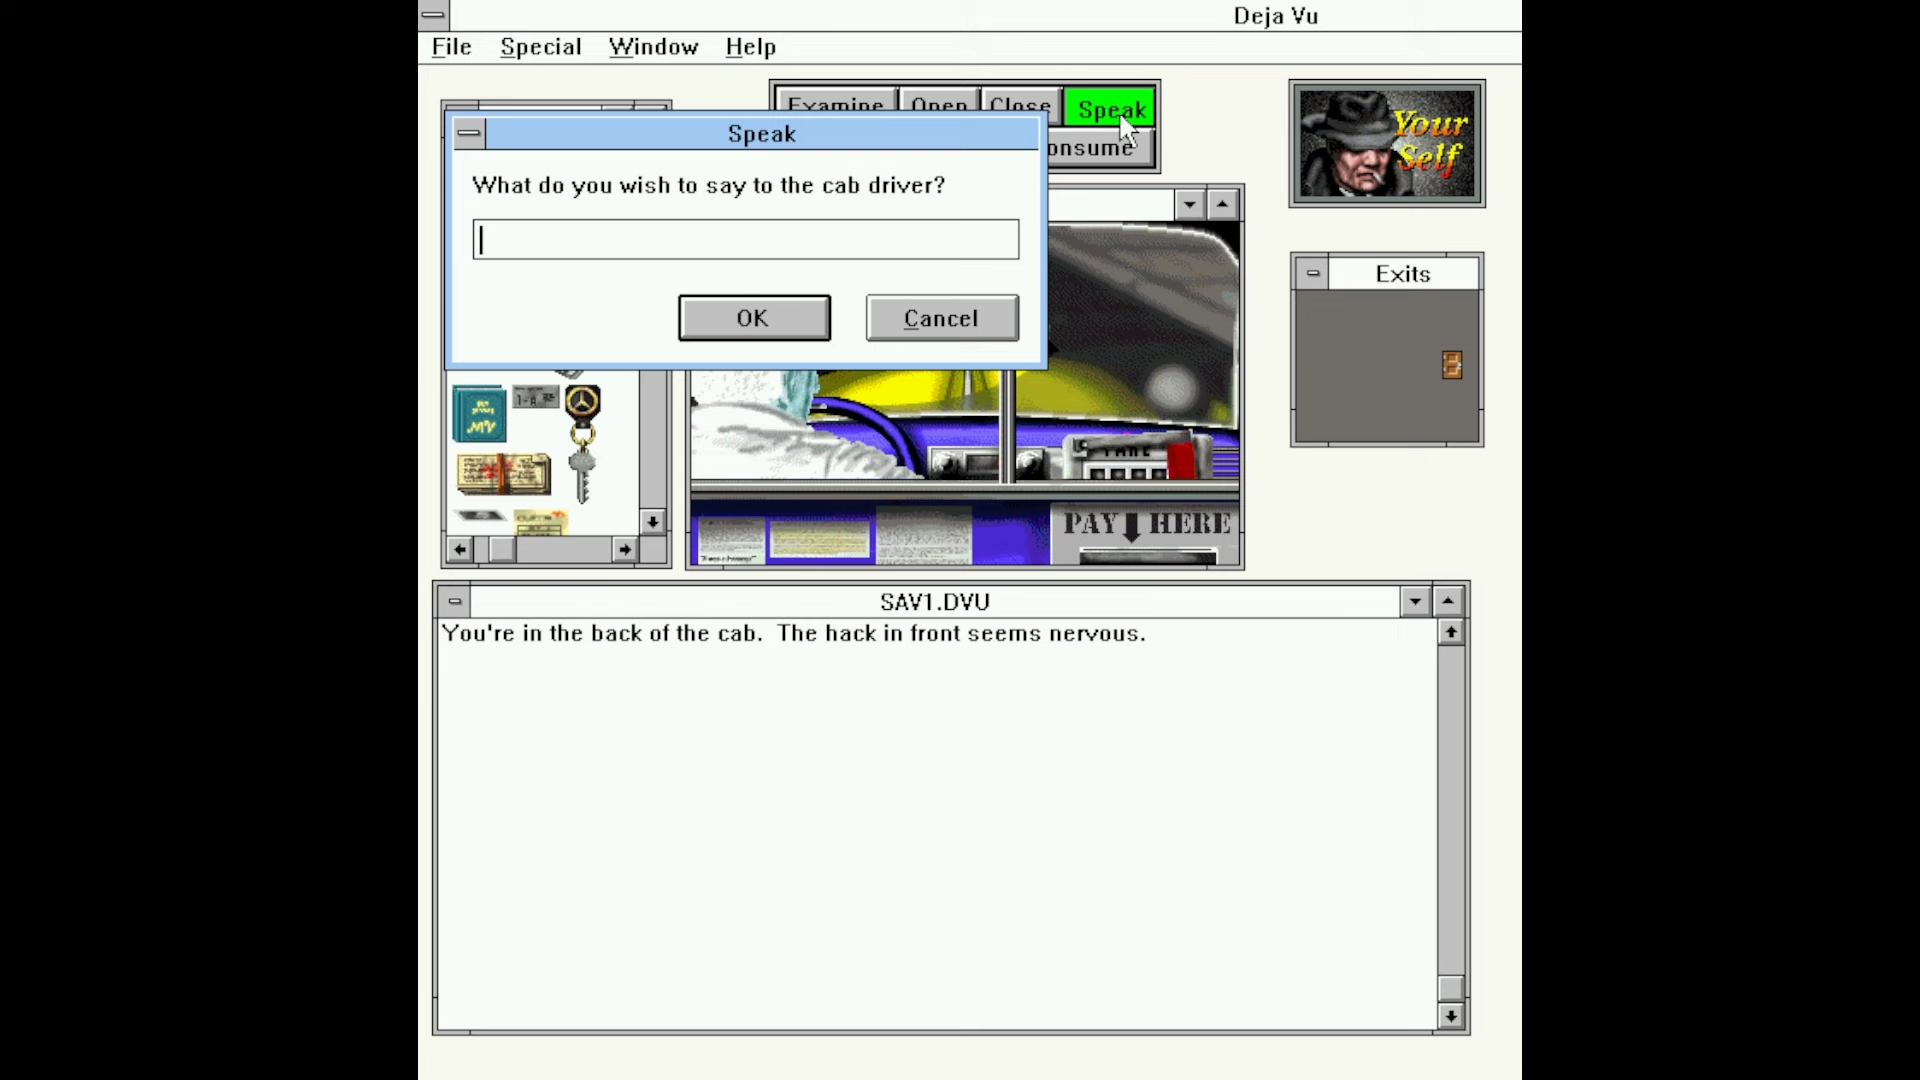 Deja Vu
File Special Window Help
Examine Open Close Speak
onsume
Speak
What do you wish to say to the cab driver?
OK Cancel
Your
Self
Exits
PAY HERE
SAV1.DVU
You're in the back of the cab. The hack in front seems nervous.